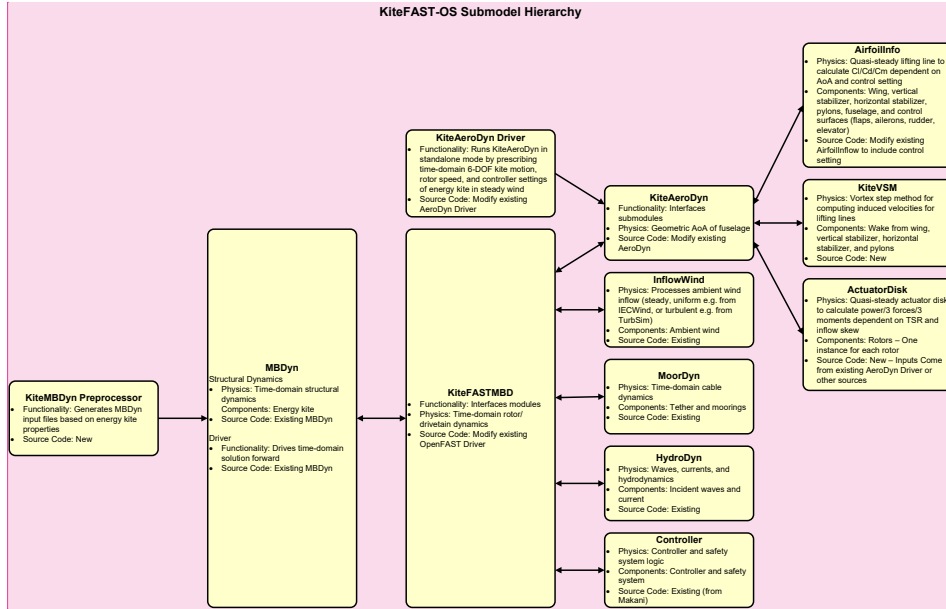 KiteFAST-OS Submodel Hierarchy
KiteMBDyn Preprocessor
• Functionality: Generates MBDyn
input files based on energy kite
properties
• Source Code: New
MBDyn
Structural Dynamics
• Physics: Time-domain structural
dynamics
Components: Energy kite
• Source Code: Existing MBDyn
Driver
• Functionality: Drives time-domain
solution forward
• Source Code: Existing MBDyn
KiteAeroDyn Driver
• Functionality: Runs KiteAeroDyn in
standalone mode by prescribing
time-domain 6-DOF kite motion,
rotor speed, and controller settings
of energy kite in steady wind
• Source Code: Modify existing
AeroDyn Driver
KiteFASTMBD
• Functionality: Interfaces modules
• Physics: Time-domain rotor/
drivetain dynamics
• Source Code: Modify existing
OpenFAST Driver
KiteAeroDyn
• Functionality: Interfaces
submodules
• Physics: Geometric AoA of fuselage
• Source Code: Modify existing
AeroDyn
InflowWind
• Physics: Processes ambient wind
inflow (steady, uniform e.g. from
IECWind, or turbulent e.g. from
TurbSim)
• Components: Ambient wind
• Source Code: Existing
MoorDyn
• Physics: Time-domain cable
dynamics
• Components: Tether and moorings
• Source Code: Existing
HydroDyn
• Physics: Waves, currents, and
hydrodynamics
• Components: Incident waves and
current
• Source Code: Existing
Controller
• Physics: Controller and safety
system logic
• Components: Controller and safety
system
• Source Code: Existing (from
Makani)
AirfoilInfo
• Physics: Quasi-steady lifting line to
calculate Cl/Cd/Cm dependent on
AoA and control setting
• Components: Wing, vertical
stabilizer, horizontal stabilizer,
pylons, fuselage, and control
surfaces (flaps, ailerons, rudder,
elevator)
• Source Code: Modify existing
AirfoilInflow to include control
setting
KiteVSM
• Physics: Vortex step method for
computing induced velocities for
lifting lines
• Components: Wake from wing,
vertical stabilizer, horizontal
stabilizer, and pylons
• Source Code: New
ActuatorDisk
• Physics: Quasi-steady actuator disk
to calculate power/3 forces/3
moments dependent on TSR and
inflow skew
• Components: Rotors – One
instance for each rotor
• Source Code: New – Inputs Come
from existing AeroDyn Driver or
other sources